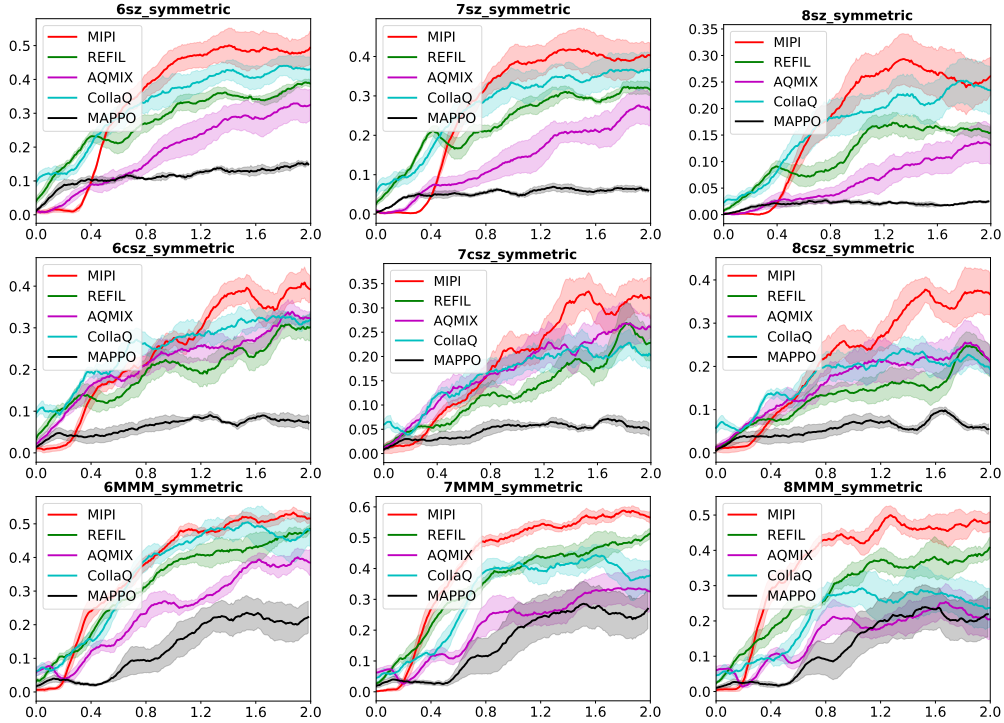 6sz_symmetric
0.5
0.4
0.3
0.2
0.1
0.0
MIPI
REFIL
AQMIX
CollaQ
MAPPO
0.0 0.4 0.8 1.2 1.6 2.0
7sz_symmetric
0.4
0.3
0.2
0.1
0.0
MIPI
REFIL
AQMIX
CollaQ
MAPPO
0.0 0.4 0.8 1.2 1.6 2.0
8sz_symmetric
0.35
0.30
0.25
0.20
0.15
0.10
0.05
0.00
MIPI
REFIL
AQMIX
CollaQ
MAPPO
0.0 0.4 0.8 1.2 1.6 2.0
6csz_symmetric
0.4
0.3
0.2
0.1
0.0
MIPI
REFIL
AQMIX
CollaQ
MAPPO
0.0 0.4 0.8 1.2 1.6 2.0
7csz_symmetric
0.35
0.30
0.25
0.20
0.15
0.10
0.05
0.00
MIPI
REFIL
AQMIX
CollaQ
MAPPO
0.0 0.4 0.8 1.2 1.6 2.0
8csz_symmetric
0.4
0.3
0.2
0.1
0.0
MIPI
REFIL
AQMIX
CollaQ
MAPPO
0.0 0.4 0.8 1.2 1.6 2.0
6MMM_symmetric
0.5
0.4
0.3
0.2
0.1
0.0
MIPI
REFIL
AQMIX
CollaQ
MAPPO
0.0 0.4 0.8 1.2 1.6 2.0
7MMM_symmetric
0.6
0.5
0.4
0.3
0.2
0.1
0.0
MIPI
REFIL
AQMIX
CollaQ
MAPPO
0.0 0.4 0.8 1.2 1.6 2.0
8MMM_symmetric
0.5
0.4
0.3
0.2
0.1
0.0
MIPI
REFIL
AQMIX
CollaQ
MAPPO
0.0 0.4 0.8 1.2 1.6 2.0